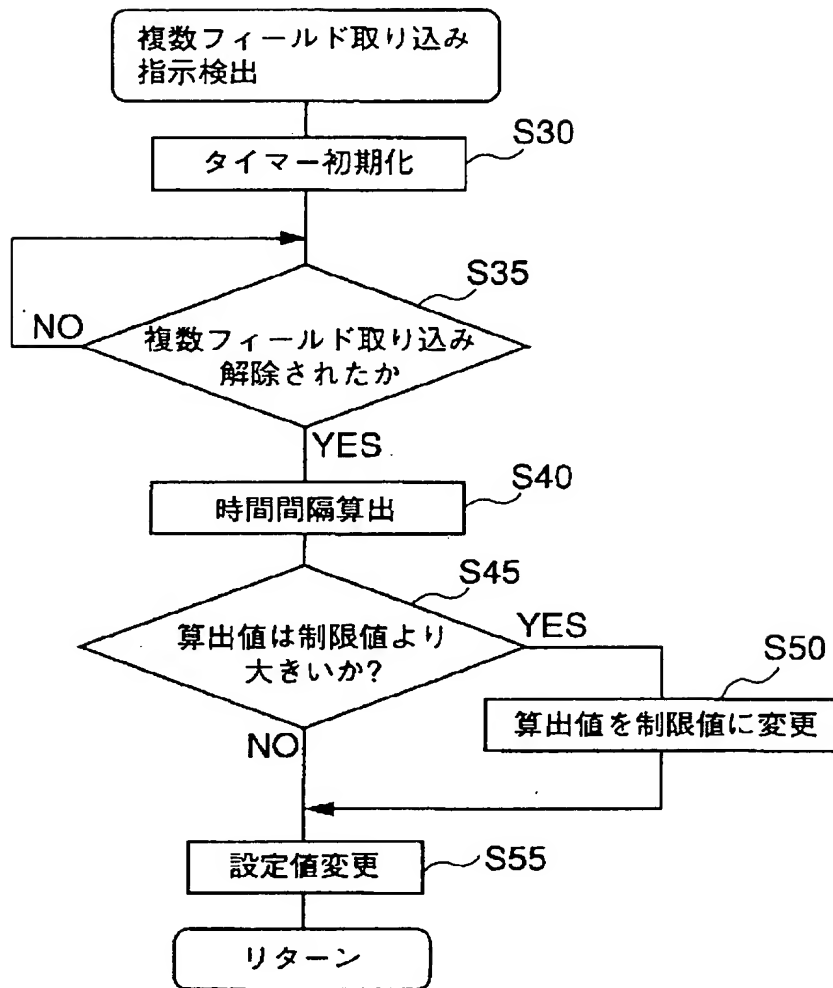 複数フィールド取り込み
指示検出
S30
タイマー初期化
S35
NO
複数フィールド取り込み
解除されたか
YES
S40
時間間隔算出
S45
算出値は制限値より
大きいか?
YES
S50
算出値を制限値に変更
NO
設定値変更
S55
リターン